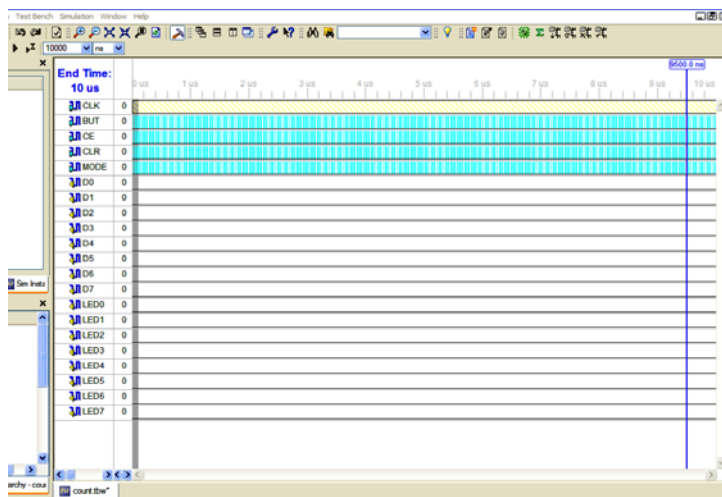 Test Bench Simulation Window Help
10000 ns
End Time:
10 us
9500.0 ns
0 us 1 us 2 us 3 us 4 us 5 us 6 us 7 us 8 us 9 us 10 us
CLK 0
BUT 0
CE 0
CLR 0
MODE 0
D0 0
D1 0
D2 0
D3 0
D4 0
D5 0
D6 0
D7 0
Sim Insta
LED0 0
LED1 0
LED2 0
LED3 0
LED4 0
LED5 0
LED6 0
LED7 0
archy - cour
count.tbw*